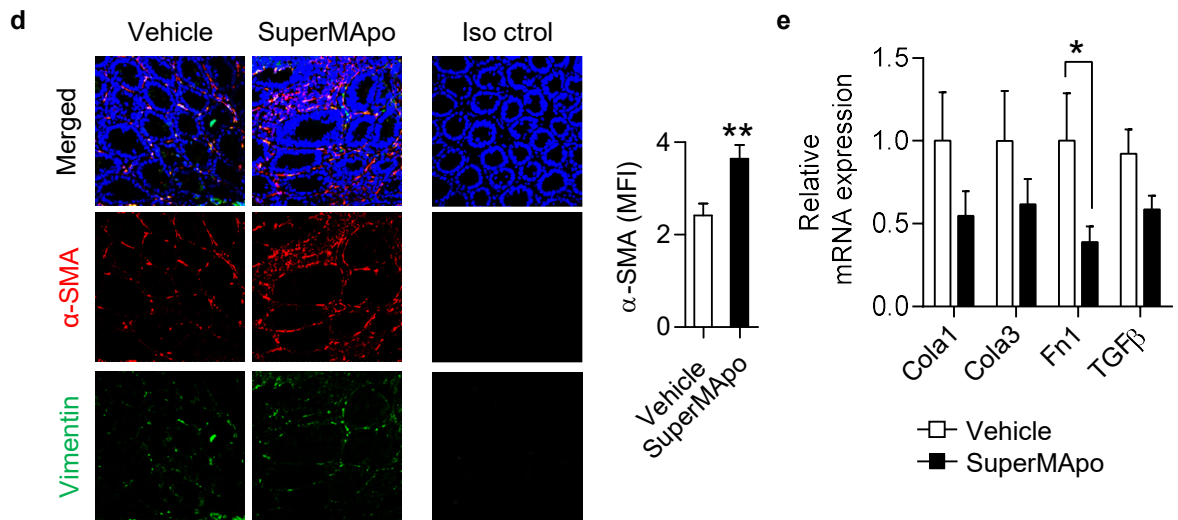 d
Vehicle
SuperMApo
Iso ctrol
Merged
α-SMA
Vimentin
α-SMA (MFI)
4
2
0
**
Vehicle
SuperMApo
e
Relative
mRNA expression
1.5
1.0
0.5
0.0
*
Cola1
Cola3
Fn1
TGFβ
Vehicle
SuperMApo